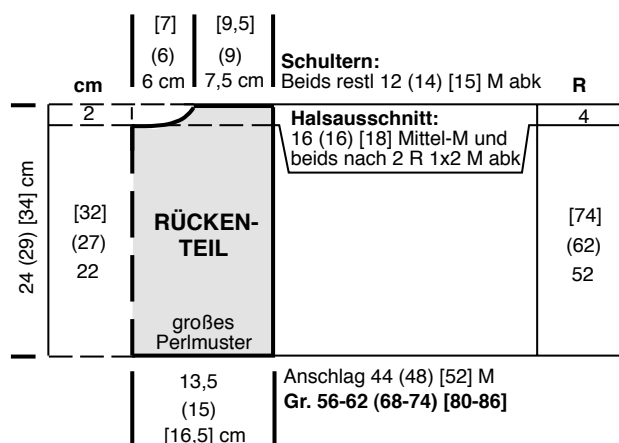 [7] [9,5]
(6) (9)
6 cm 7,5 cm
Schultern:
Beids restl 12 (14) [15] M abk
cm
R
2
4
Halsausschnitt:
16 (16) [18] Mittel-M und
beids nach 2 R 1x2 M abk
24 (29) [34] cm
[32]
(27)
22
RÜCKEN-
TEIL
[74]
(62)
52
großes
Perlmuster
13,5
(15)
[16,5] cm
Anschlag 44 (48) [52] M
Gr. 56-62 (68-74) [80-86]